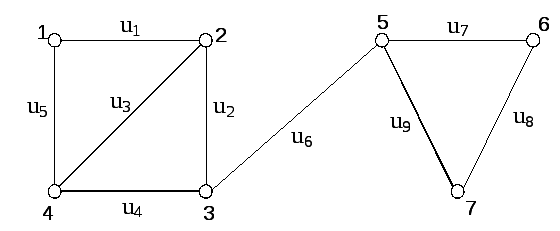 1 u₁ 2 5 u₇ 6
u₅ u₃ u₂ u₆ u₉ u₈
4 u₄ 3 7